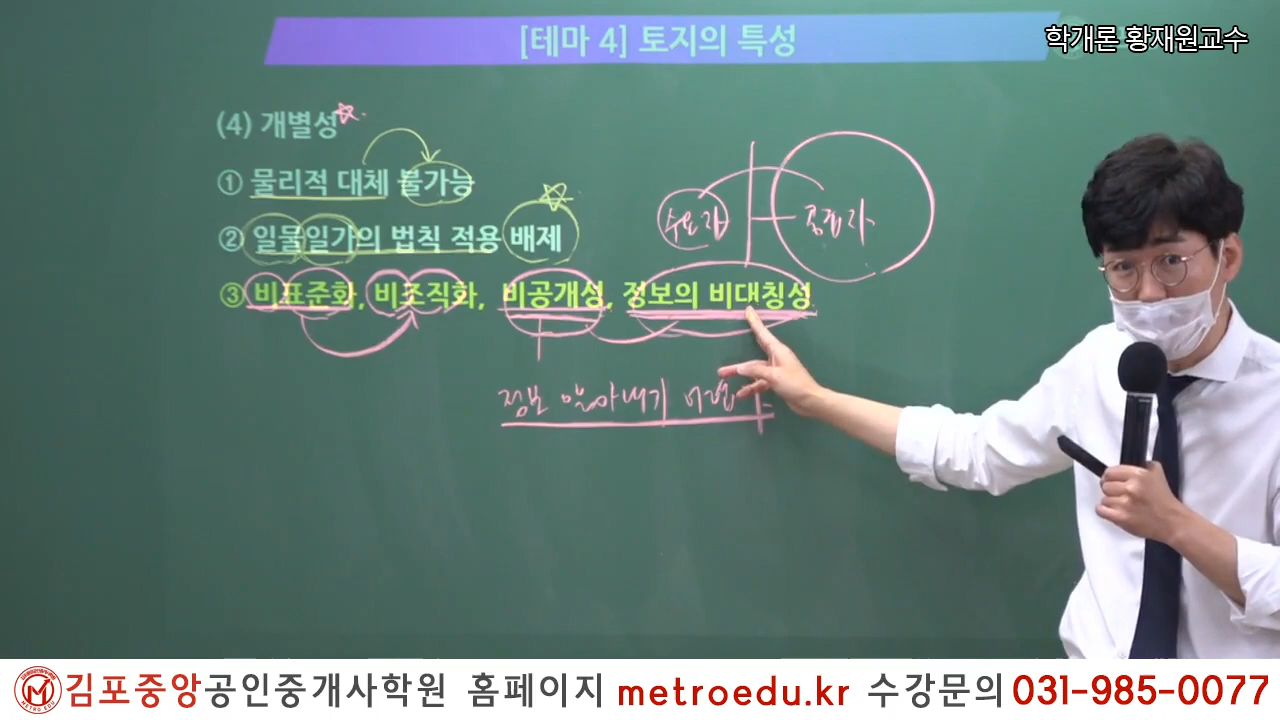 [테마 4] 토지의 특성
학개론 황재원교수
(4) 개별성
① 물리적 대체 불가능
② 일물일가의 법칙 적용 배제
③ 비표준화, 비조직화, 비공개성, 정보의 비대칭성
수요자
공급자
정보 알아내기 어렵
김포중앙공인중개사학원 홈페이지 metroedu.kr 수강문의 031-985-0077
METRO EDU